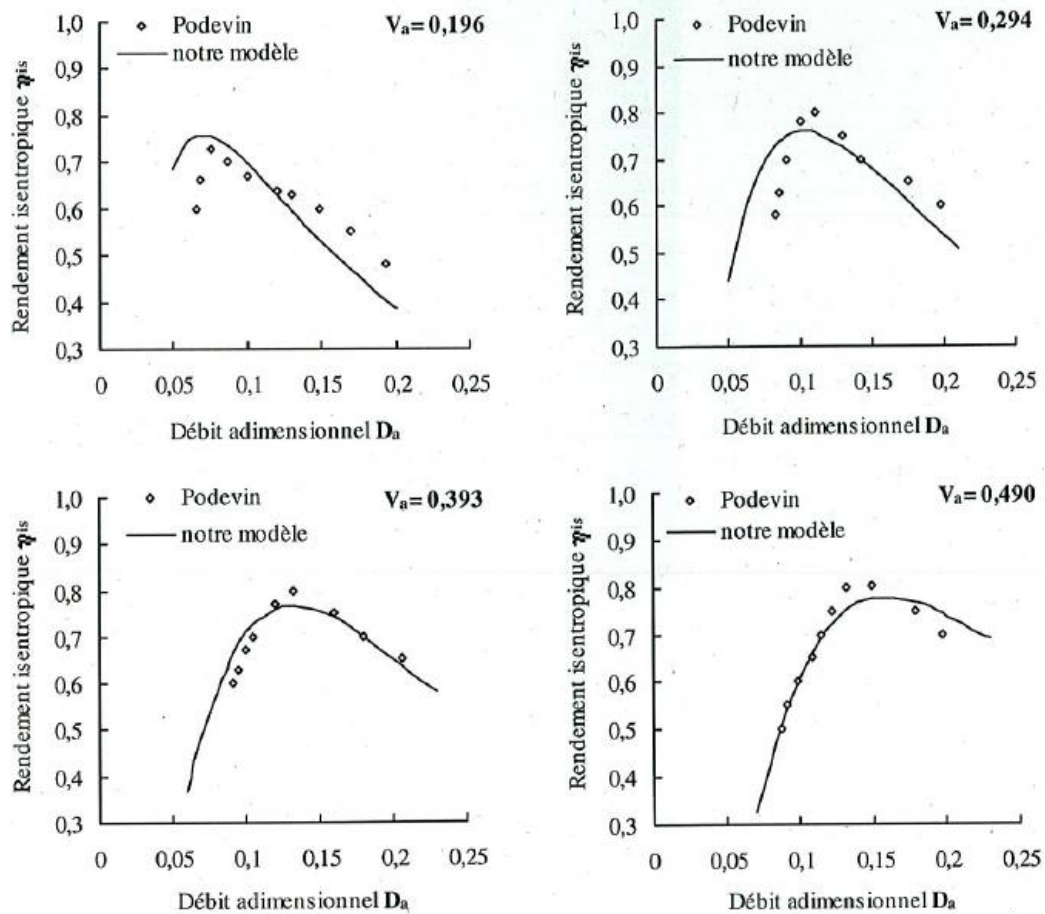 Podevin
notre modèle
Vₐ= 0,196
Rendement isentropique ηis
1,0
0,9
0,8
0,7
0,6
0,5
0,4
0,3
0
0,05
0,1
0,15
0,2
0,25
Débit adimensionnel Dₐ
Podevin
notre modèle
Vₐ= 0,294
Rendement isentropique ηis
1,0
0,9
0,8
0,7
0,6
0,5
0,4
0,3
0
0,05
0,1
0,15
0,2
0,25
Débit adimensionnel Dₐ
Podevin
notre modèle
Vₐ= 0,393
Rendement isentropique ηis
1,0
0,9
0,8
0,7
0,6
0,5
0,4
0,3
0
0,05
0,1
0,15
0,2
0,25
Débit adimensionnel Dₐ
Podevin
notre modèle
Vₐ= 0,490
Rendement isentropique ηis
1,0
0,9
0,8
0,7
0,6
0,5
0,4
0,3
0
0,05
0,1
0,15
0,2
0,25
Débit adimensionnel Dₐ